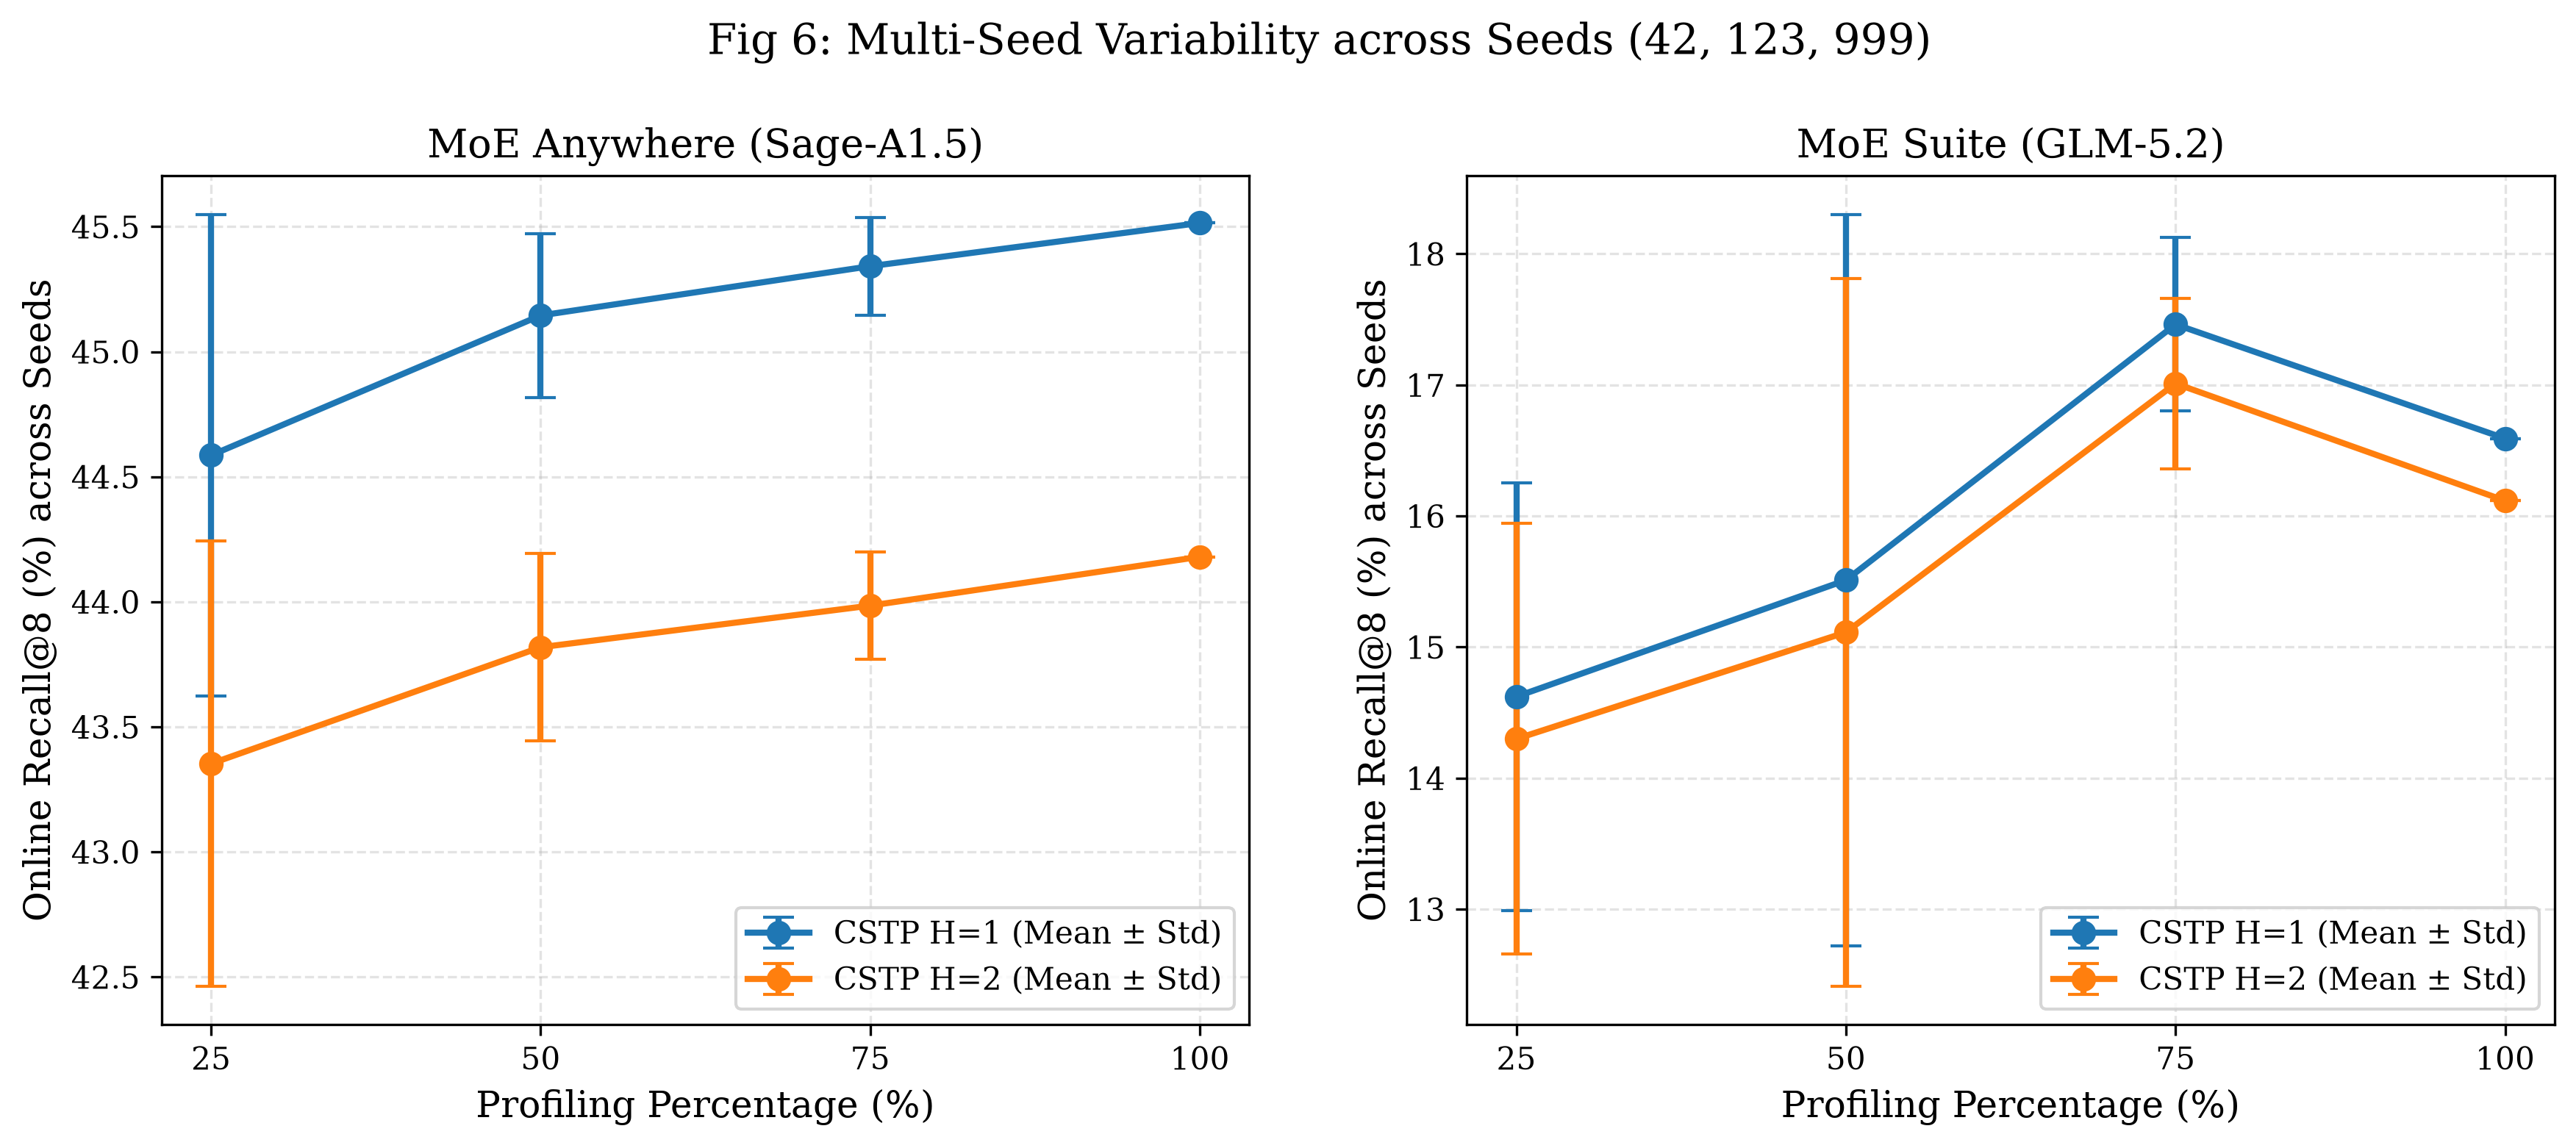 Fig 6: Multi-Seed Variability across Seeds (42, 123, 999)
MoE Anywhere (Sage-A1.5)
Online Recall@8 (%) across Seeds
45.5
45.0
44.5
44.0
43.5
43.0
42.5
25
50
75
100
Profiling Percentage (%)
CSTP H=1 (Mean ± Std)
CSTP H=2 (Mean ± Std)
MoE Suite (GLM-5.2)
Online Recall@8 (%) across Seeds
18
17
16
15
14
13
25
50
75
100
Profiling Percentage (%)
CSTP H=1 (Mean ± Std)
CSTP H=2 (Mean ± Std)